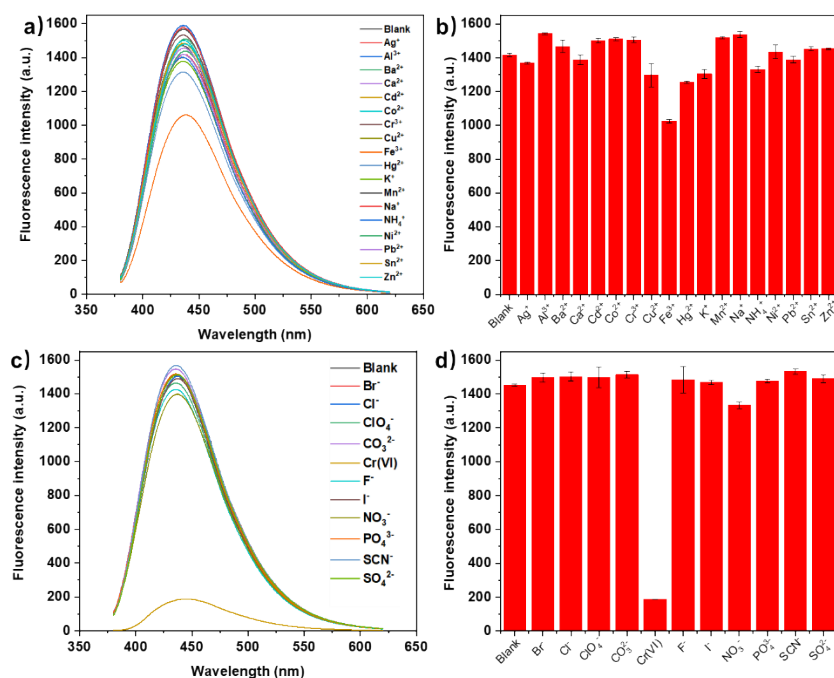 a)
Fluorescence intensity (a.u.)
1600
1400
1200
1000
800
600
400
200
0
350 400 450 500 550 600 650
Wavelength (nm)
Blank
Ag⁺
Al³⁺
Ba²⁺
Ca²⁺
Cd²⁺
Co²⁺
Cr³⁺
Cu²⁺
Fe³⁺
Hg²⁺
K⁺
Mn²⁺
Na⁺
NH₄⁺
Ni²⁺
Pb²⁺
Sn²⁺
Zn²⁺
b)
Fluorescence intensity (a.u.)
1600
1400
1200
1000
800
600
400
200
0
Blank Ag⁺ Al³⁺ Ba²⁺ Ca²⁺ Cd²⁺ Co²⁺ Cr³⁺ Cu²⁺ Fe³⁺ Hg²⁺ K⁺ Mn²⁺ Na⁺ NH₄⁺ Ni²⁺ Pb²⁺ Sn²⁺ Zn²⁺
c)
Fluorescence intensity (a.u.)
1600
1400
1200
1000
800
600
400
200
0
350 400 450 500 550 600 650
Wavelength (nm)
Blank
Br⁻
Cl⁻
ClO₄⁻
CO₃²⁻
Cr(VI)
F⁻
I⁻
NO₃⁻
PO₄³⁻
SCN⁻
SO₄²⁻
d)
Fluorescence intensity (a.u.)
1600
1400
1200
1000
800
600
400
200
0
Blank Br⁻ Cl⁻ ClO₄⁻ CO₃²⁻ Cr(VI) F⁻ I⁻ NO₃⁻ PO₄³⁻ SCN⁻ SO₄²⁻